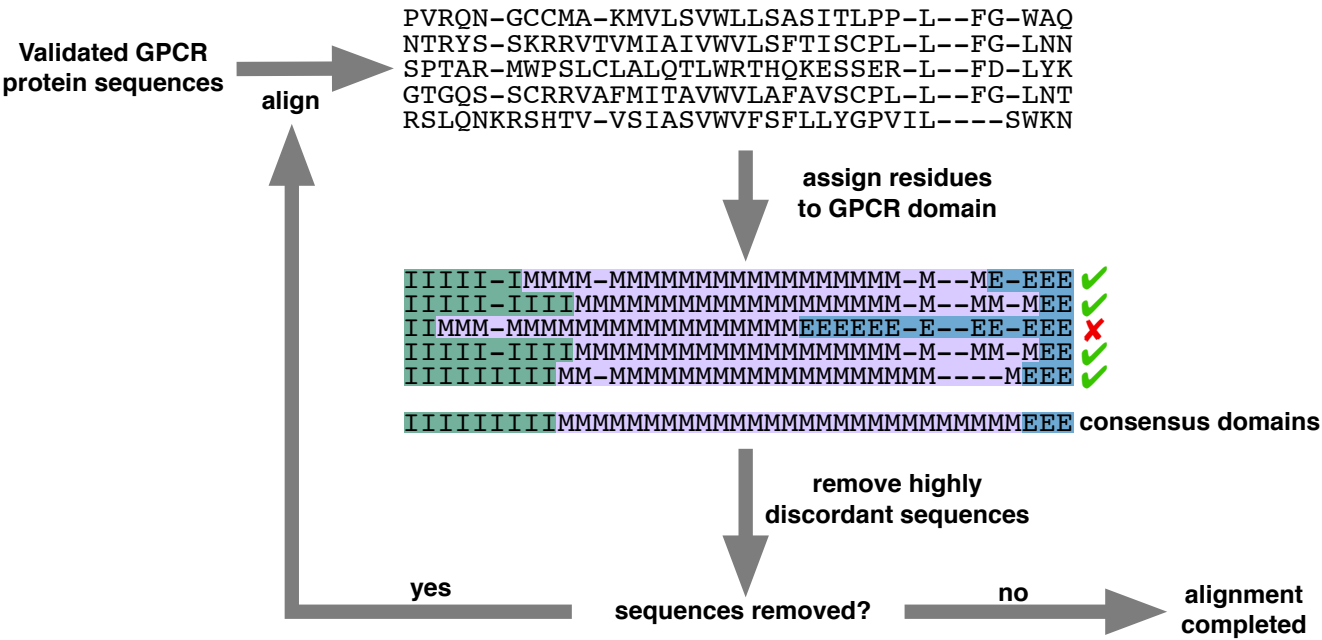 PVRQN-GCCMA-KMVLSVWLLSASITLPP-L--FG-WAQ
NTRYS-SKRRVTVMIAIVWVLSFTISCPL-L--FG-LNN
SPTAR-MWPSLCLALQTLWRTHQKESSER-L--FD-LYK
GTGQS-SCRRVAFMITAVWVLAFAVSCPL-L--FG-LNT
RSLQNKRSHTV-VSIASVWVFSFLLYGPVIL----SWKN
Validated GPCR
protein sequences
align
assign residues
to GPCR domain
IIIII-IMMMM-MMMMMMMMMMMMMMMMM-M--ME-EEE
IIIII-IIIIMMMMMMMMMMMMMMMMMMM-M--MM-MEE
IIMMM-MMMMMMMMMMMMMMMMMEEEEEE-E--EE-EEE
IIIII-IIIIMMMMMMMMMMMMMMMMMMM-M--MM-MEE
IIIIIIIIIMM-MMMMMMMMMMMMMMMMMMM----MEEE
IIIIIIIIIMMMMMMMMMMMMMMMMMMMMMMMMMMMEEE consensus domains
remove highly
discordant sequences
yes
sequences removed?
no
alignment
completed